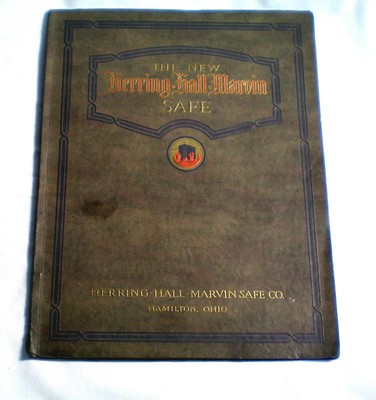 THE NEW
Herring-Hall-Marvin
SAFE
HERRING-HALL-MARVIN SAFE CO.
HAMILTON, OHIO